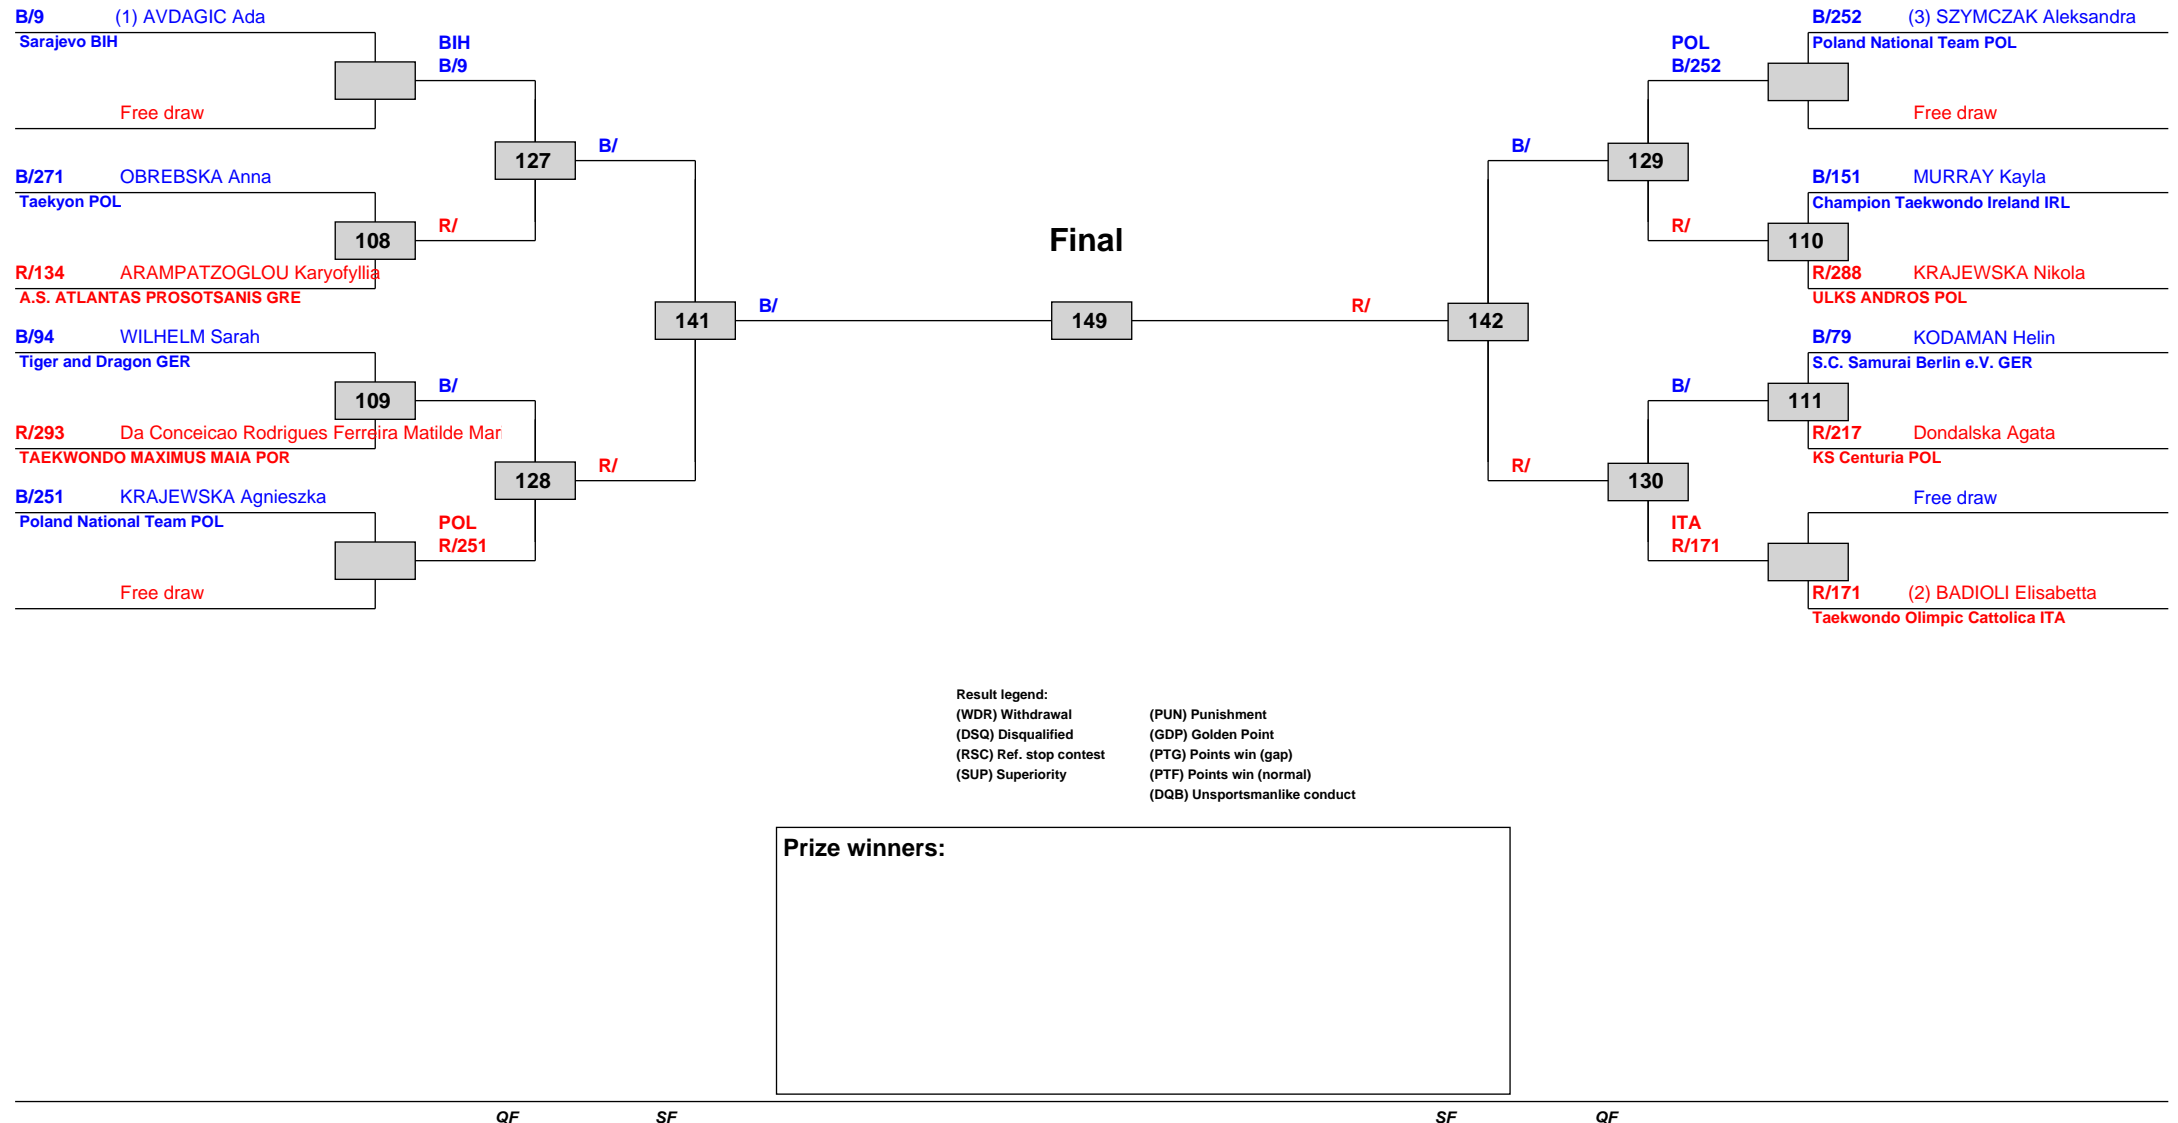 B/9 (1) AVDAGIC Ada
Sarajevo BIH
Free draw
B/271 OBREBSKA Anna
Taekyon POL
R/134 ARAMPATZOGLOU Karyofyllia
A.S. ATLANTAS PROSOTSANIS GRE
B/94 WILHELM Sarah
Tiger and Dragon GER
R/293 Da Conceicao Rodrigues Ferreira Matilde Mar
TAEKWONDO MAXIMUS MAIA POR
B/251 KRAJEWSKA Agnieszka
Poland National Team POL
Free draw
108
109
BIH
B/9
R/
B/
POL
R/251
127
128
B/
R/
141
B/
Final
149
R/
142
B/
R/
129
130
POL
B/252
R/
B/
ITA
R/171
110
111
B/252 (3) SZYMCZAK Aleksandra
Poland National Team POL
Free draw
B/151 MURRAY Kayla
Champion Taekwondo Ireland IRL
R/288 KRAJEWSKA Nikola
ULKS ANDROS POL
B/79 KODAMAN Helin
S.C. Samurai Berlin e.V. GER
R/217 Dondalska Agata
KS Centuria POL
Free draw
R/171 (2) BADIOLI Elisabetta
Taekwondo Olimpic Cattolica ITA
Result legend:
(WDR) Withdrawal (PUN) Punishment
(DSQ) Disqualified (GDP) Golden Point
(RSC) Ref. stop contest (PTG) Points win (gap)
(SUP) Superiority (PTF) Points win (normal)
(DQB) Unsportsmanlike conduct
Prize winners:
QF SF SF QF